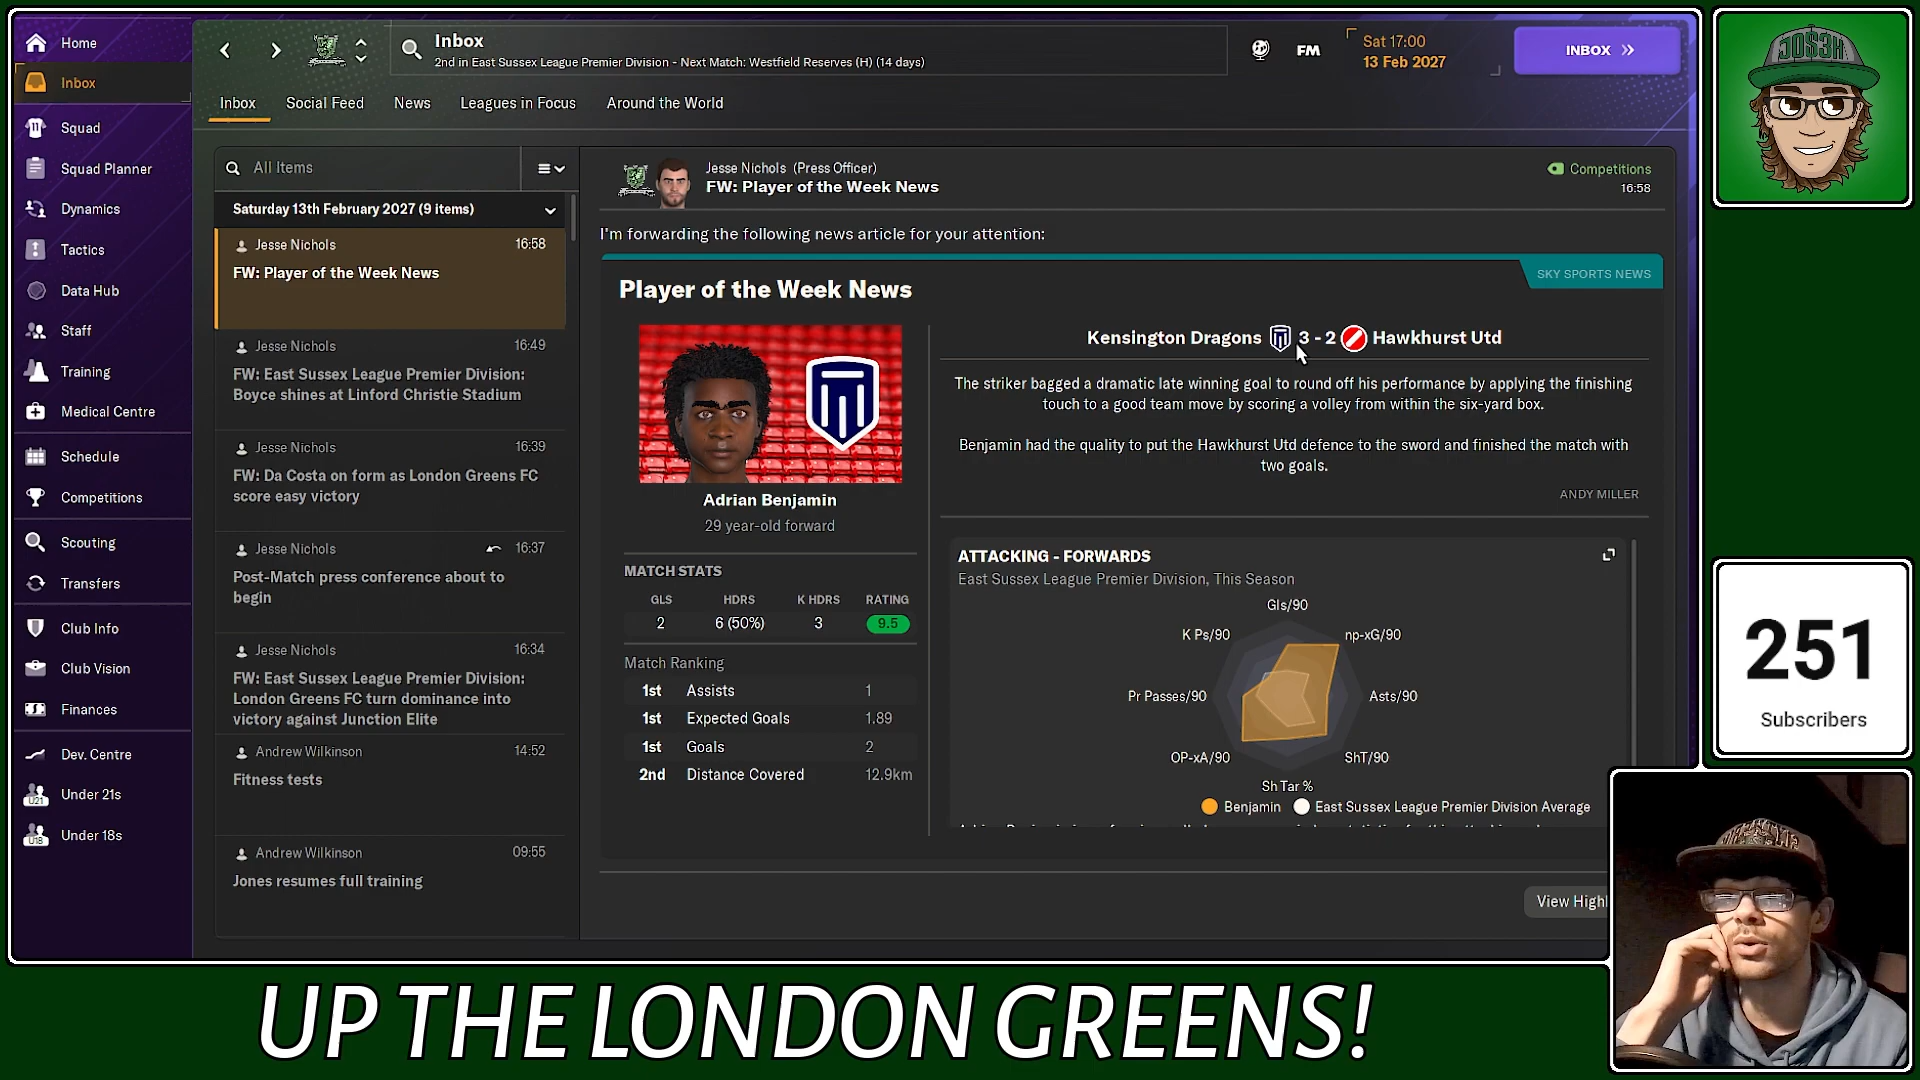 Home
Inbox
Squad
Squad Planner
Dynamics
Tactics
Data Hub
Staff
Training
Medical Centre
Schedule
Competitions
Scouting
Transfers
Club Info
Club Vision
Finances
Dev. Centre
U21
Under 21s
U18
Under 18s
Inbox
2nd in East Sussex League Premier Division - Next Match: Westfield Reserves (H) (14 days)
FM
Sat 17:00
13 Feb 2027
INBOX
Inbox Social Feed News Leagues in Focus Around the World
All Items
Saturday 13th February 2027 (9 items)
Jesse Nichols 16:58
FW: Player of the Week News
Jesse Nichols 16:49
FW: East Sussex League Premier Division:
Boyce shines at Linford Christie Stadium
Jesse Nichols 16:39
FW: Da Costa on form as London Greens FC
score easy victory
Jesse Nichols 16:37
Post-Match press conference about to
begin
Jesse Nichols 16:34
FW: East Sussex League Premier Division:
London Greens FC turn dominance into
victory against Junction Elite
Andrew Wilkinson 14:52
Fitness tests
Andrew Wilkinson 09:55
Jones resumes full training
Jesse Nichols (Press Officer)
FW: Player of the Week News
Competitions
16:58
I'm forwarding the following news article for your attention:
SKY SPORTS NEWS
Player of the Week News
Adrian Benjamin
29 year-old forward
MATCH STATS
GLS HDRS K HDRS RATING
2 6 (50%) 3 9.5
Match Ranking
1st Assists 1
1st Expected Goals 1.89
1st Goals 2
2nd Distance Covered 12.9km
Kensington Dragons 3 - 2 Hawkhurst Utd
The striker bagged a dramatic late winning goal to round off his performance by applying the finishing
touch to a good team move by scoring a volley from within the six-yard box.
Benjamin had the quality to put the Hawkhurst Utd defence to the sword and finished the match with
two goals.
ANDY MILLER
ATTACKING - FORWARDS
East Sussex League Premier Division, This Season
Gls/90
K Ps/90 np-xG/90
Pr Passes/90 Asts/90
OP-xA/90 ShT/90
Sh Tar %
Benjamin East Sussex League Premier Division Average
View Highl
JOS3H
251
Subscribers
UP THE LONDON GREENS!